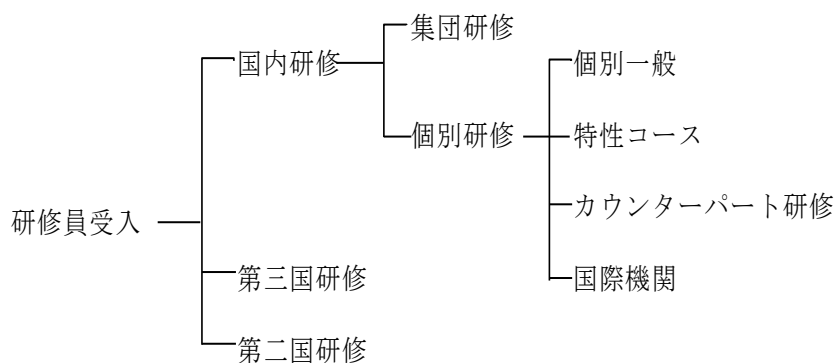 集団研修
国内研修
個別一般
個別研修
特性コース
カウンターパート研修
研修員受入
第三国研修
国際機関
第二国研修